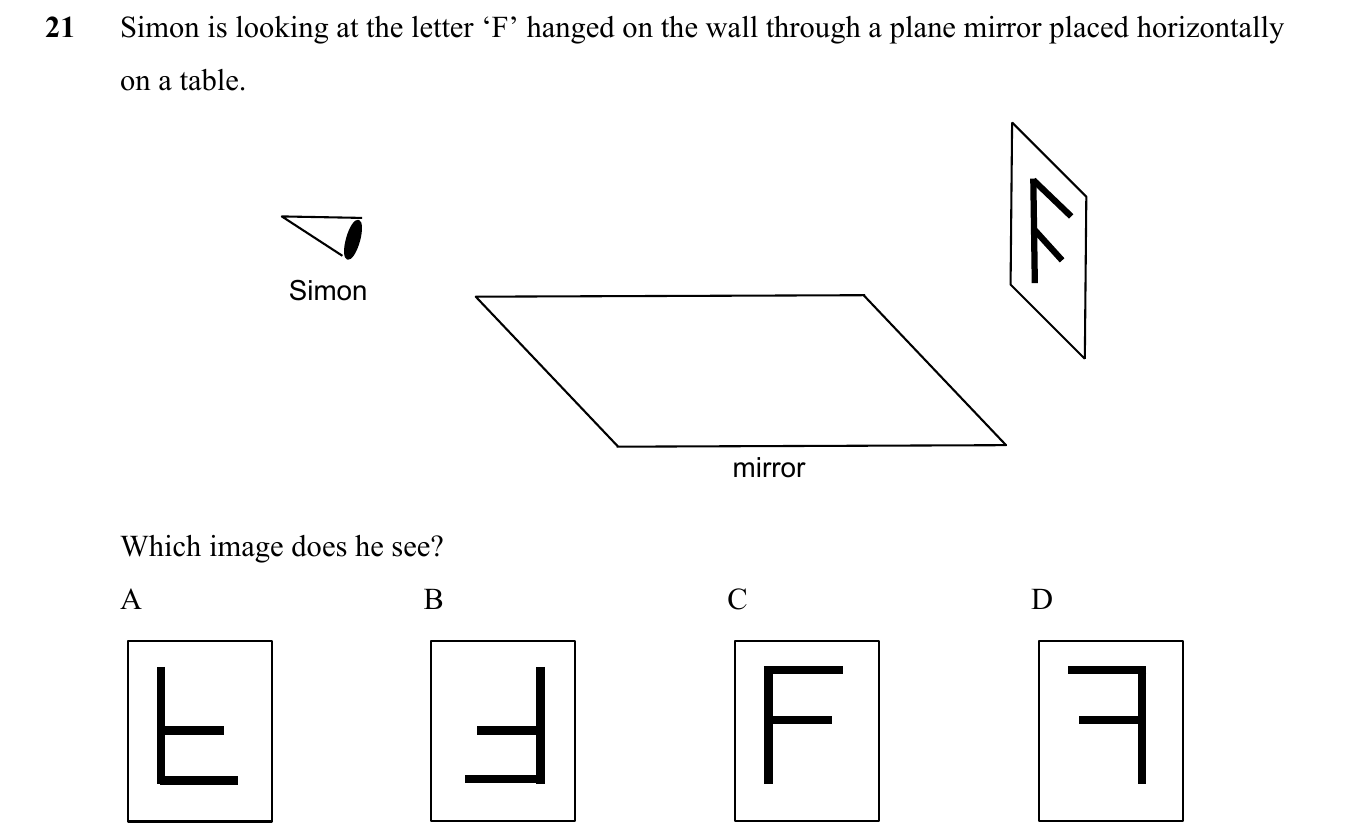 21 Simon is looking at the letter ‘F’ hanged on the wall through a plane mirror placed horizontally
on a table.
F
Simon
mirror
Which image does he see?
A B C D
F